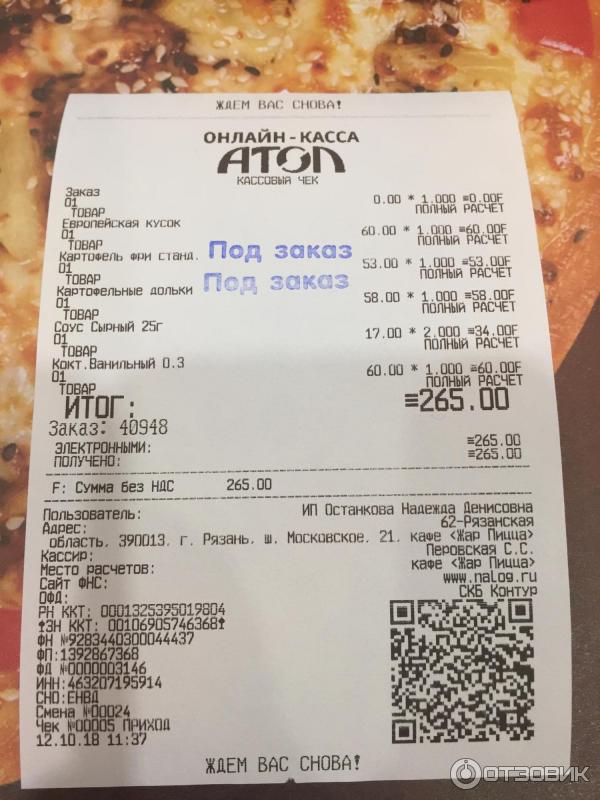 ЖДЕМ ВАС СНОВА!
ОНЛАЙН-КАССА
АТОЛ
КАССОВЫЙ ЧЕК
Заказ
0.00 * 1.000 ≡0.00F
01
ПОЛНЫЙ РАСЧЕТ
ТОВАР
Европейская кусок
60.00 * 1.000 ≡60.00F
01
ПОЛНЫЙ РАСЧЕТ
ТОВАР
Картофель фри станд.
Под заказ
53.00 * 1.000 ≡53.00F
01
ПОЛНЫЙ РАСЧЕТ
ТОВАР
Картофельные дольки
Под заказ
58.00 * 1.000 ≡58.00F
01
ПОЛНЫЙ РАСЧЕТ
ТОВАР
Соус Сырный 25г
17.00 * 2.000 ≡34.00F
01
ПОЛНЫЙ РАСЧЕТ
ТОВАР
Кокт.Ванильный 0.3
60.00 * 1.000 ≡60.00F
01
ПОЛНЫЙ РАСЧЕТ
ТОВАР
ИТОГ: ≡265.00
Заказ: 40948
ЭЛЕКТРОННЫМИ: ≡265.00
ПОЛУЧЕНО: ≡265.00
F: Сумма без НДС 265.00
Пользователь: ИП Останкова Надежда Денисовна
Адрес: 62-Рязанская
область, 390013, г. Рязань, ш. Московское, 21, кафе <Жар Пицца>
Кассир: Перовская С.С.
Место расчетов: кафе <Жар Пицца>
Сайт ФНС: www.nalog.ru
ОФД: СКБ Контур
РН ККТ: 0001325395019804
!ЗН ККТ: 00106905746368!
ФН №9283440300044437
ФП:1392867368
ФД №0000003146
ИНН:463207195914
СНО:ЕНВД
Смена №00024
Чек №00005 ПРИХОД
12.10.18 11:37
ЖДЕМ ВАС СНОВА!
ОТЗОВИК